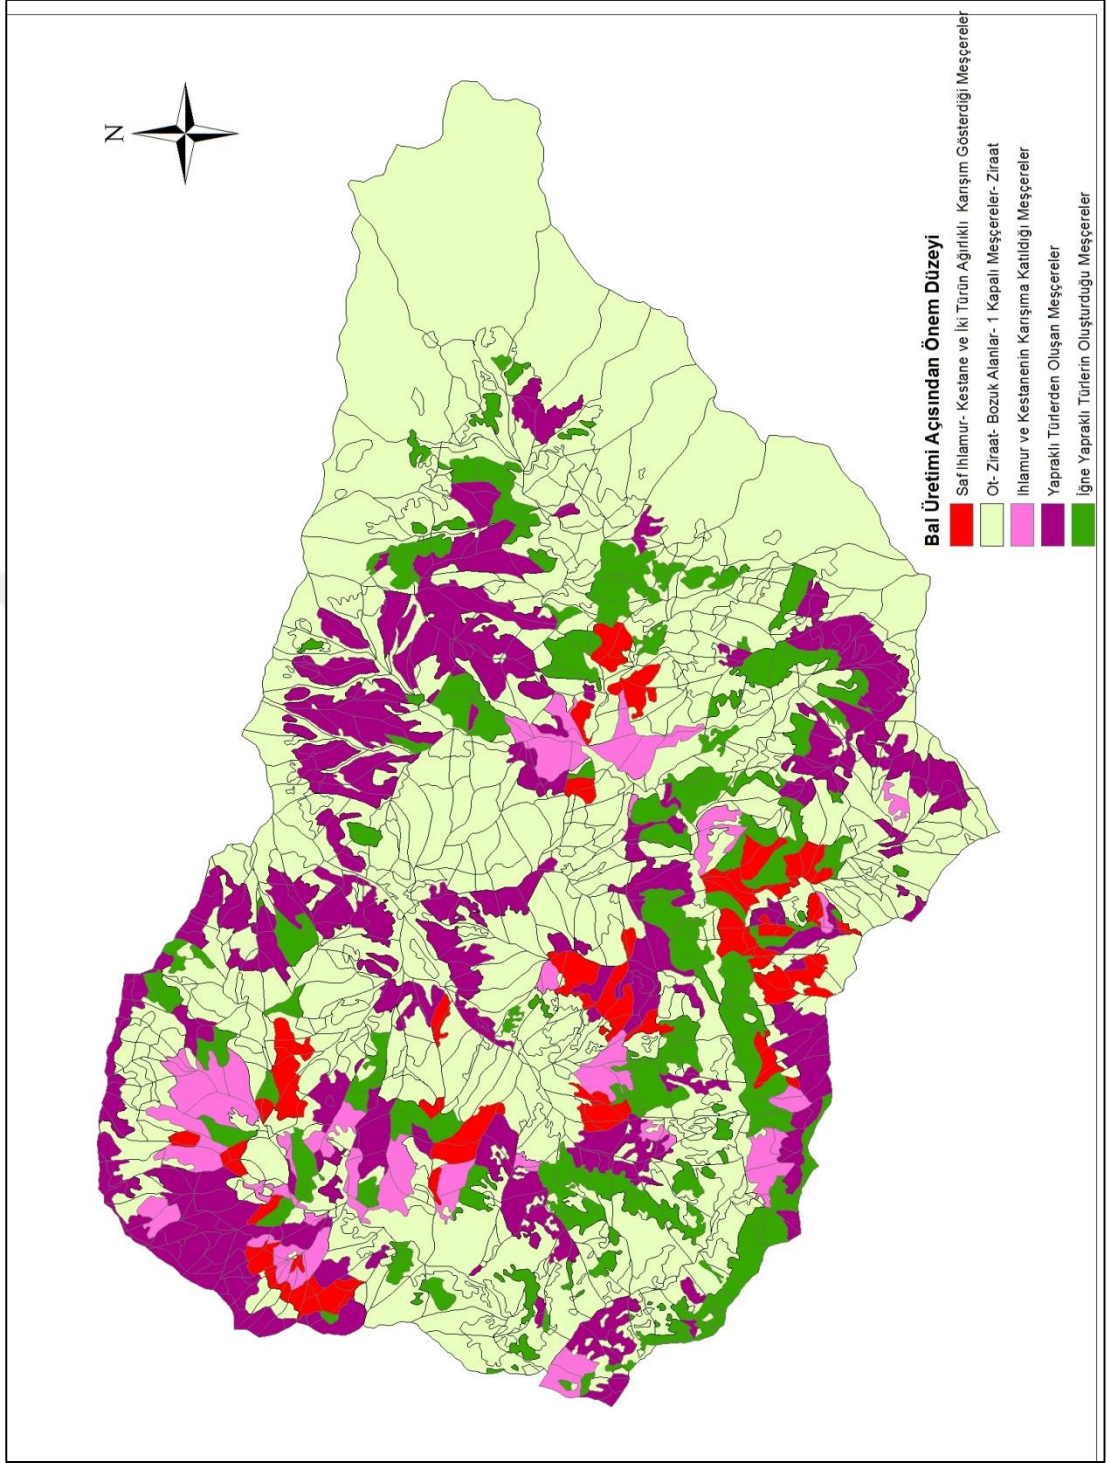 N
Bal Üretimi Açısından Önem Düzeyi
Saf Ihlamur- Kestane ve İki Türün Ağırlıklı Karışım Gösterdiği Meşçereler
Ot- Ziraat- Bozuk Alanlar- 1 Kapalı Meşçereler- Ziraat
Ihlamur ve Kestanenin Karışıma Katıldığı Meşçereler
Yapraklı Türlerden Oluşan Meşçereler
İğne Yapraklı Türlerin Oluşturduğu Meşçereler